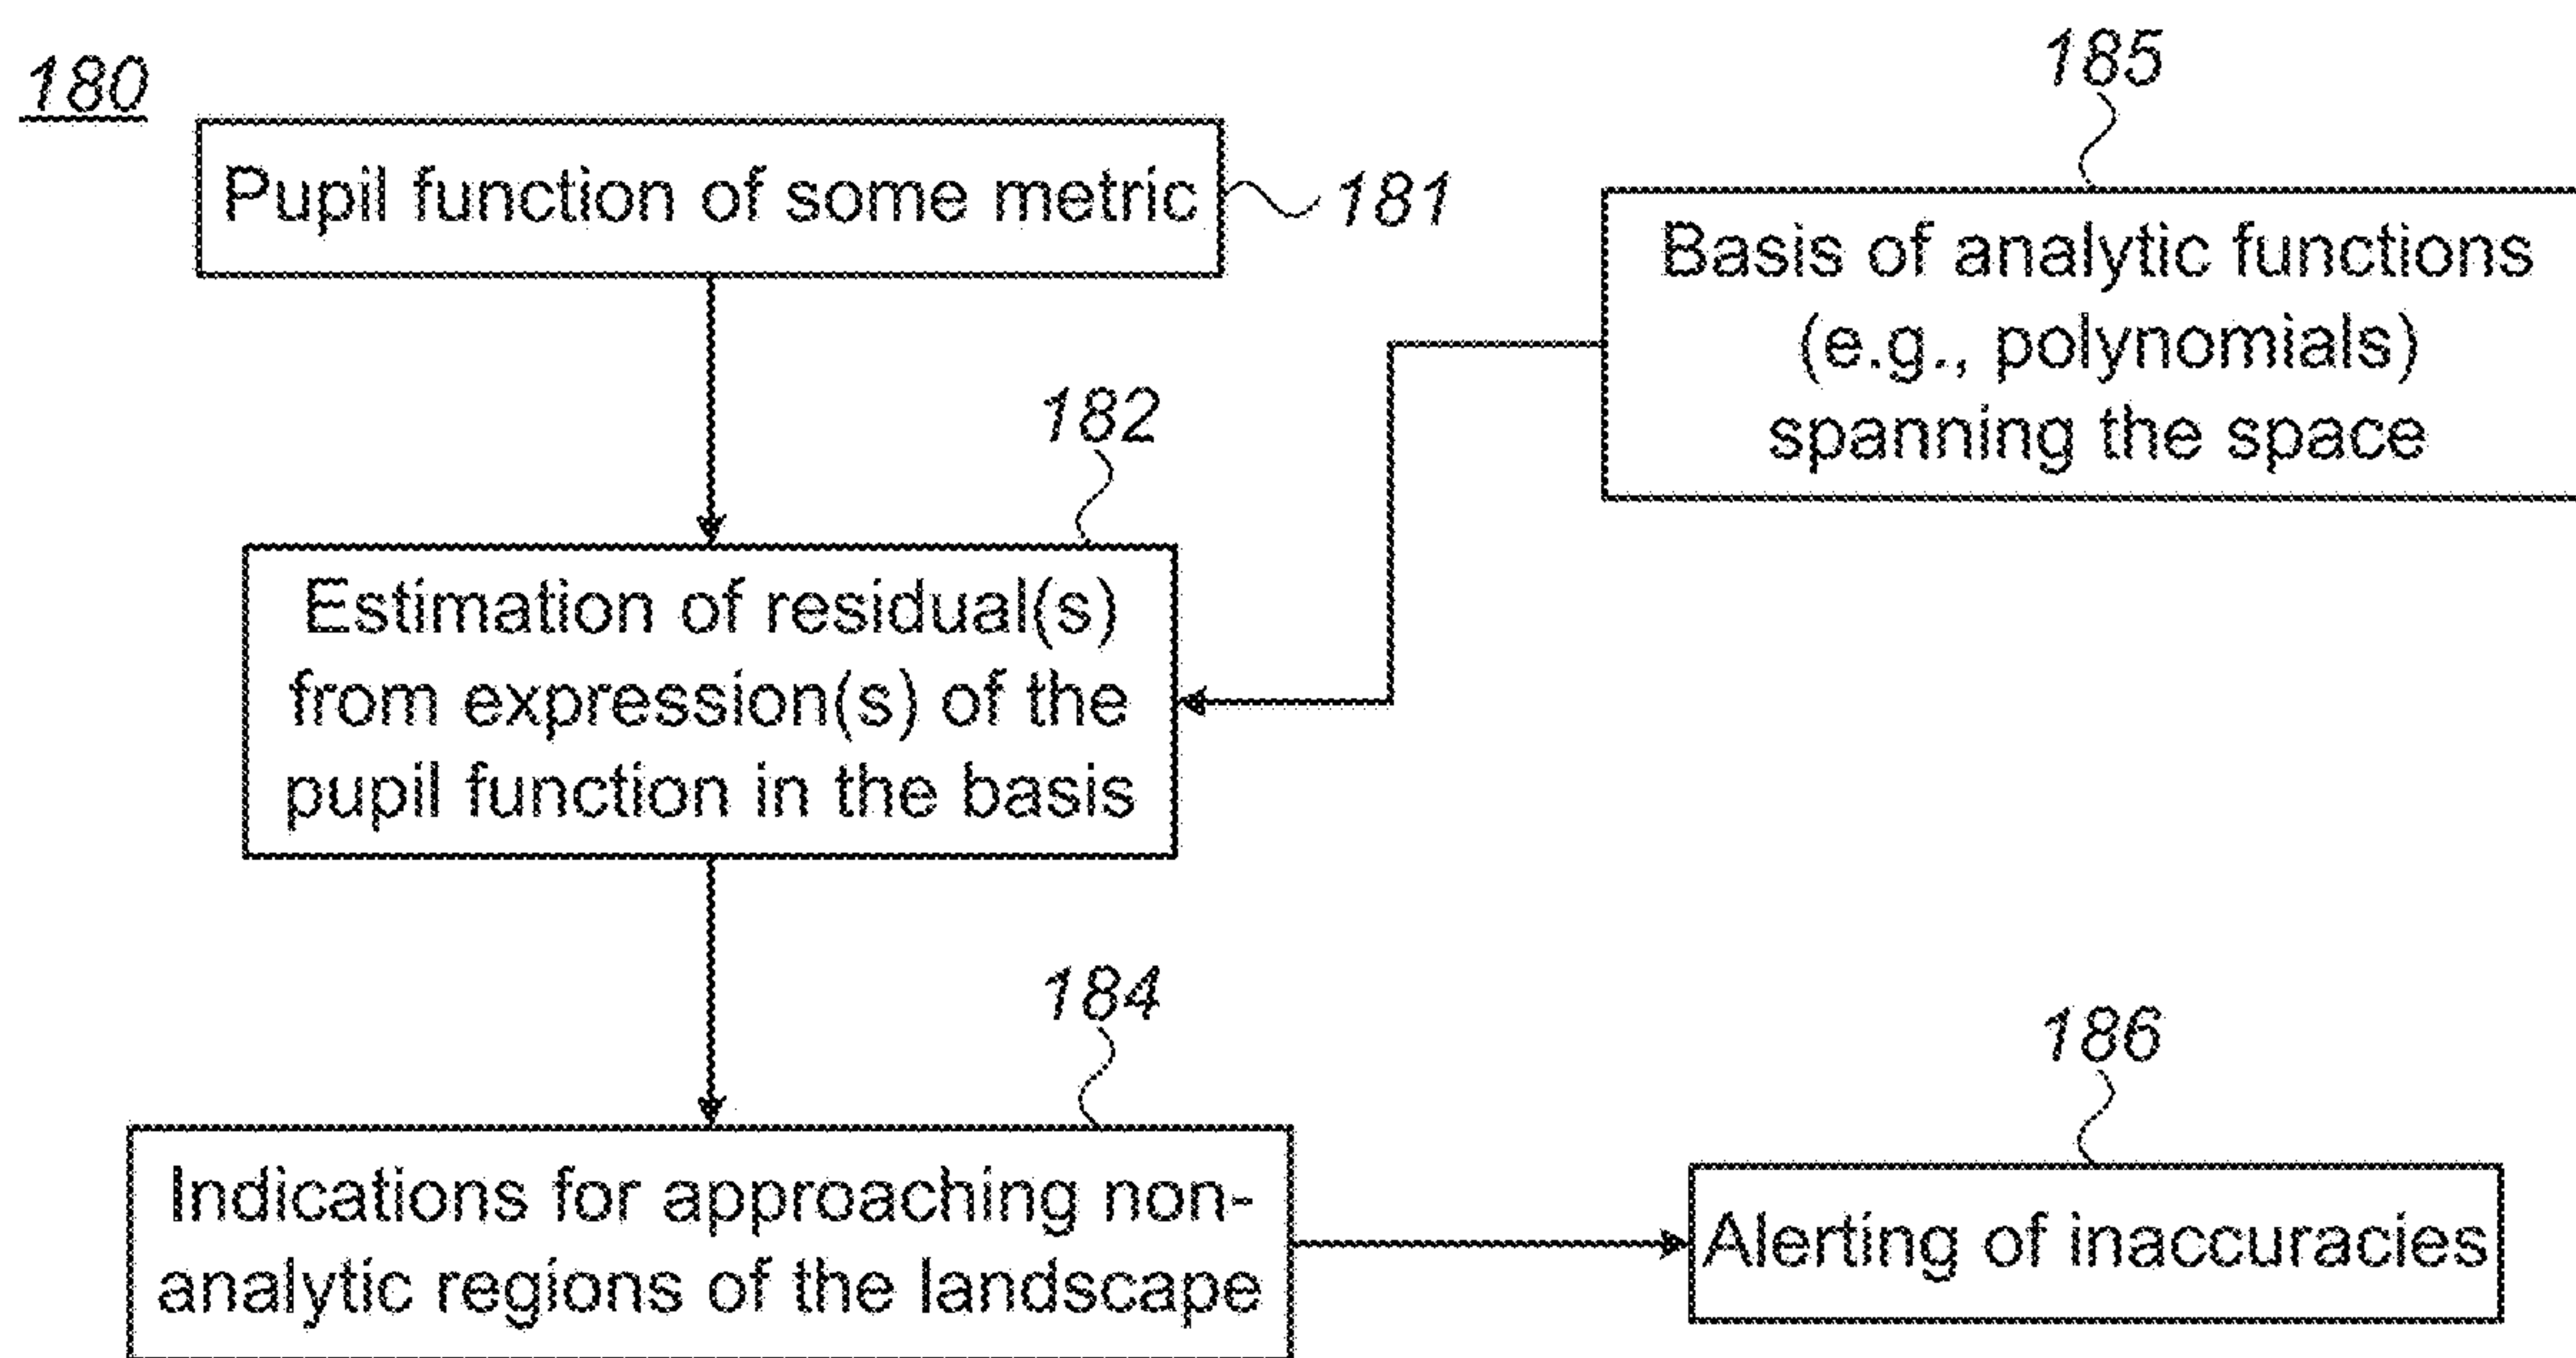 180
Pupil function of some metric
181
185
Basis of analytic functions
(e.g., polynomials)
spanning the space
182
Estimation of residual(s)
from expression(s) of the
pupil function in the basis
184
Indications for approaching non-
analytic regions of the landscape
186
Alerting of inaccuracies